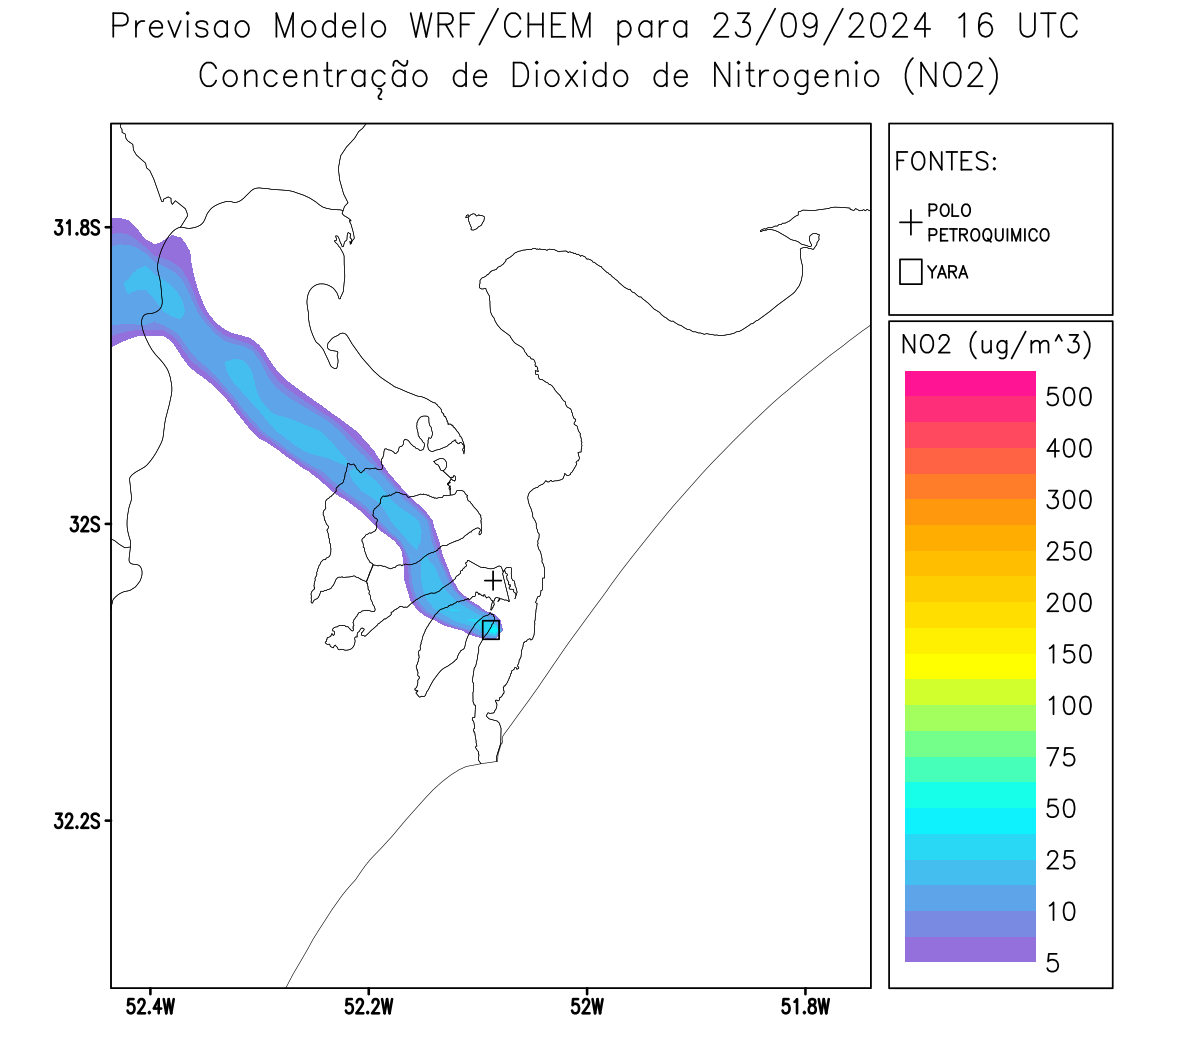 Previsao Modelo WRF/CHEM para 23/09/2024 16 UTC
Concentração de Dioxido de Nitrogenio (NO2)
FONTES:
POLO
PETROQUIMICO
YARA
31.8S
32S
32.2S
52.4W
52.2W
52W
51.8W
NO2 (ug/m^3)
500
400
300
250
200
150
100
75
50
25
10
5